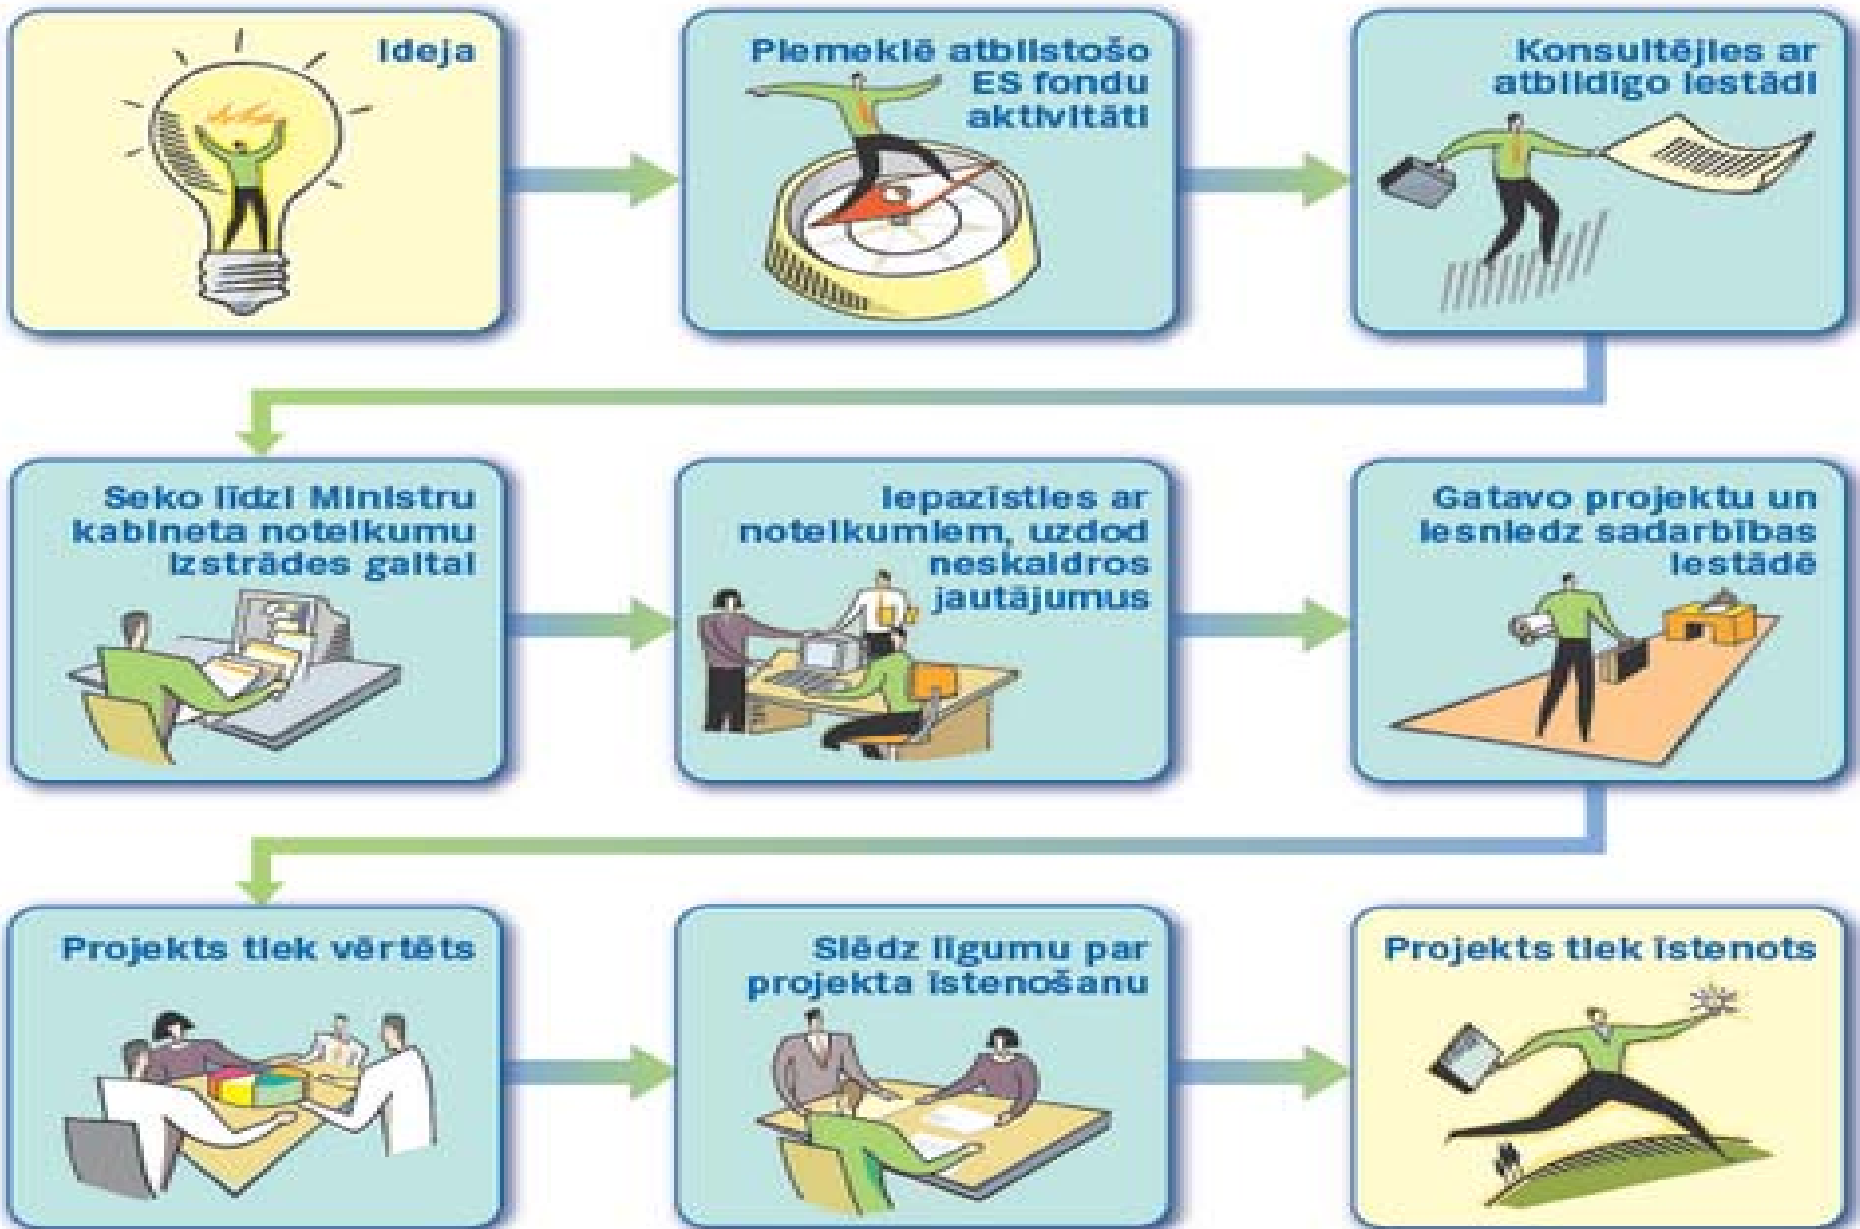 Ideja
Piemeklē atbilstošo
ES fondu
aktivitāti
Konsultējies ar
atbildīgo iestādi
Seko līdzi Ministru
kabineta noteikumu
izstrādes gaitai
Iepazīsties ar
noteikumiem, uzdod
neskaidros
jautājumus
Gatavo projektu un
iesniedz sadarbības
iestādē
Projekts tiek vērtēts
Slēdz līgumu par
projekta īstenošanu
Projekts tiek īstenots